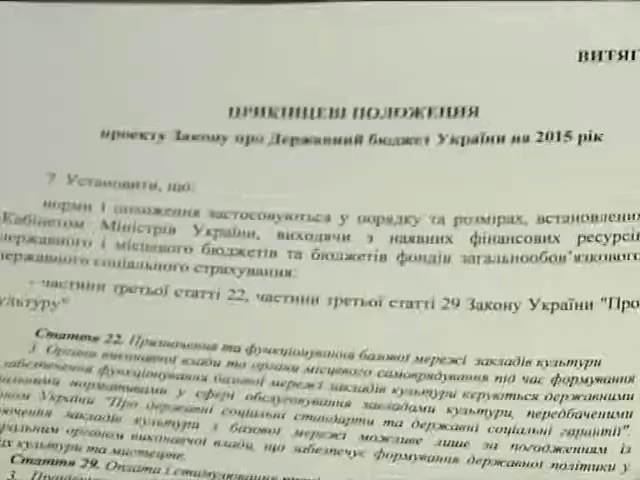 ВИТЯГ
ПРИКІНЦЕВІ ПОЛОЖЕННЯ
проекту Закону про Державний бюджет України на 2015 рік
7 Установити, що:
норми і положення застосовуються у порядку та розмірах, встановлени
Кабінетом Міністрів України, виходячи з наявних фінансових ресурсі
державного і місцевого бюджетів та бюджетів фондів загальнообов'язкового
державного соціального страхування:
- частини третьої статті 22, частини третьої статті 29 Закону України "Про
культуру"
Стаття 22. Призначення та функціонування базової мережі закладів культури
3. Органи виконавчої влади та органи місцевого самоврядування під час формування
забезпечення функціонування базової мережі закладів культури керуються державними
нормативами у сфері обслуговування закладами культури, передбаченими
України "Про державні соціальні стандарти та державні соціальні гарантії".
закладів культури з базової мережі можливе лише за погодженням із
органом виконавчої влади, що забезпечує формування державної політики у
культури та мистецтв.
Стаття 29. Оплата і стимулювання
3.